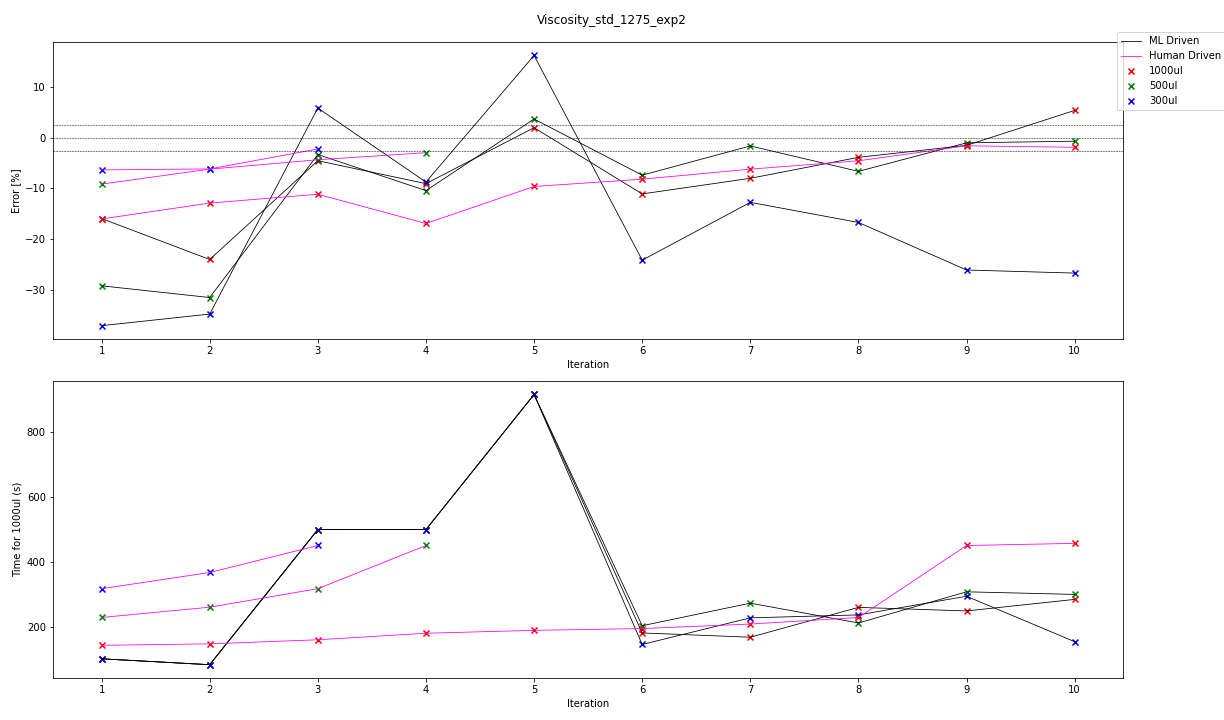 Viscosity_std_1275_exp2
ML Driven
Human Driven
1000ul
500ul
300ul
Error [%]
10
0
−10
−20
−30
1 2 3 4 5 6 7 8 9 10
Iteration
Time for 1000ul (s)
800
600
400
200
1 2 3 4 5 6 7 8 9 10
Iteration